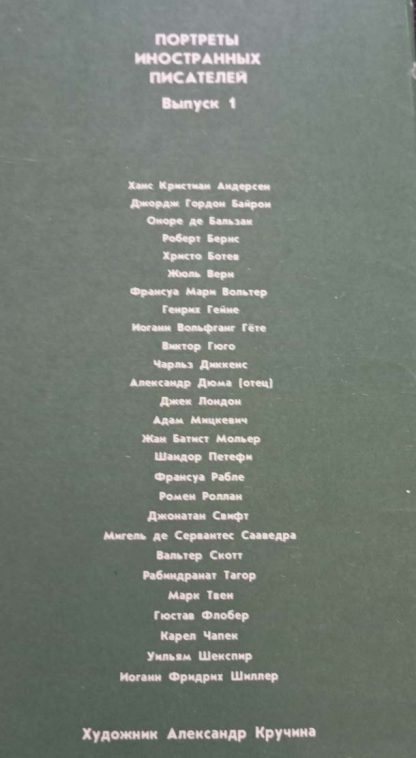 ПОРТРЕТЫ
ИНОСТРАННЫХ
ПИСАТЕЛЕЙ
Выпуск 1
Ханс Кристиан Андерсен
Джордж Гордон Байрон
Оноре де Бальзак
Роберт Бернс
Христо Ботев
Жюль Верн
Франсуа Мари Вольтер
Генрих Гейне
Иоганн Вольфганг Гёте
Виктор Гюго
Чарльз Диккенс
Александр Дюма (отец)
Джек Лондон
Адам Мицкевич
Жан Батист Мольер
Шандор Петефи
Франсуа Рабле
Ромен Роллан
Джонатан Свифт
Мигель де Сервантес Сааведра
Вальтер Скотт
Рабиндранат Тагор
Марк Твен
Гюстав Флобер
Карел Чапек
Уильям Шекспир
Иоганн Фридрих Шиллер
Художник Александр Кручина